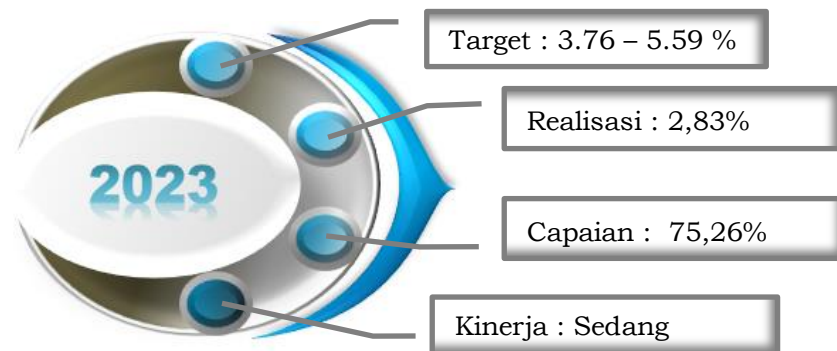 2023
Target : 3.76 – 5.59 %
Realisasi : 2,83%
Capaian : 75,26%
Kinerja : Sedang